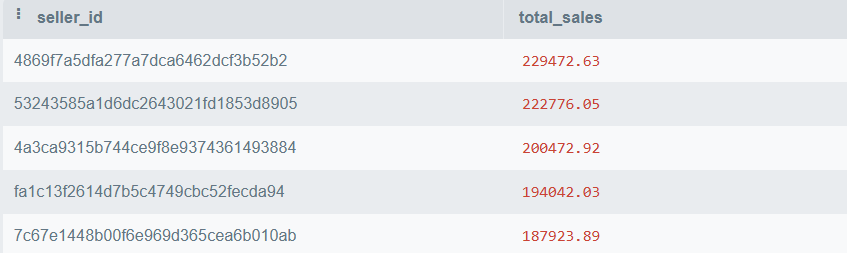 seller_id total_sales
4869f7a5dfa277a7dca6462dcf3b52b2 229472.63
53243585a1d6dc2643021fd1853d8905 222776.05
4a3ca9315b744ce9f8e9374361493884 200472.92
fa1c13f2614d7b5c4749cbc52fecda94 194042.03
7c67e1448b00f6e969d365cea6b010ab 187923.89